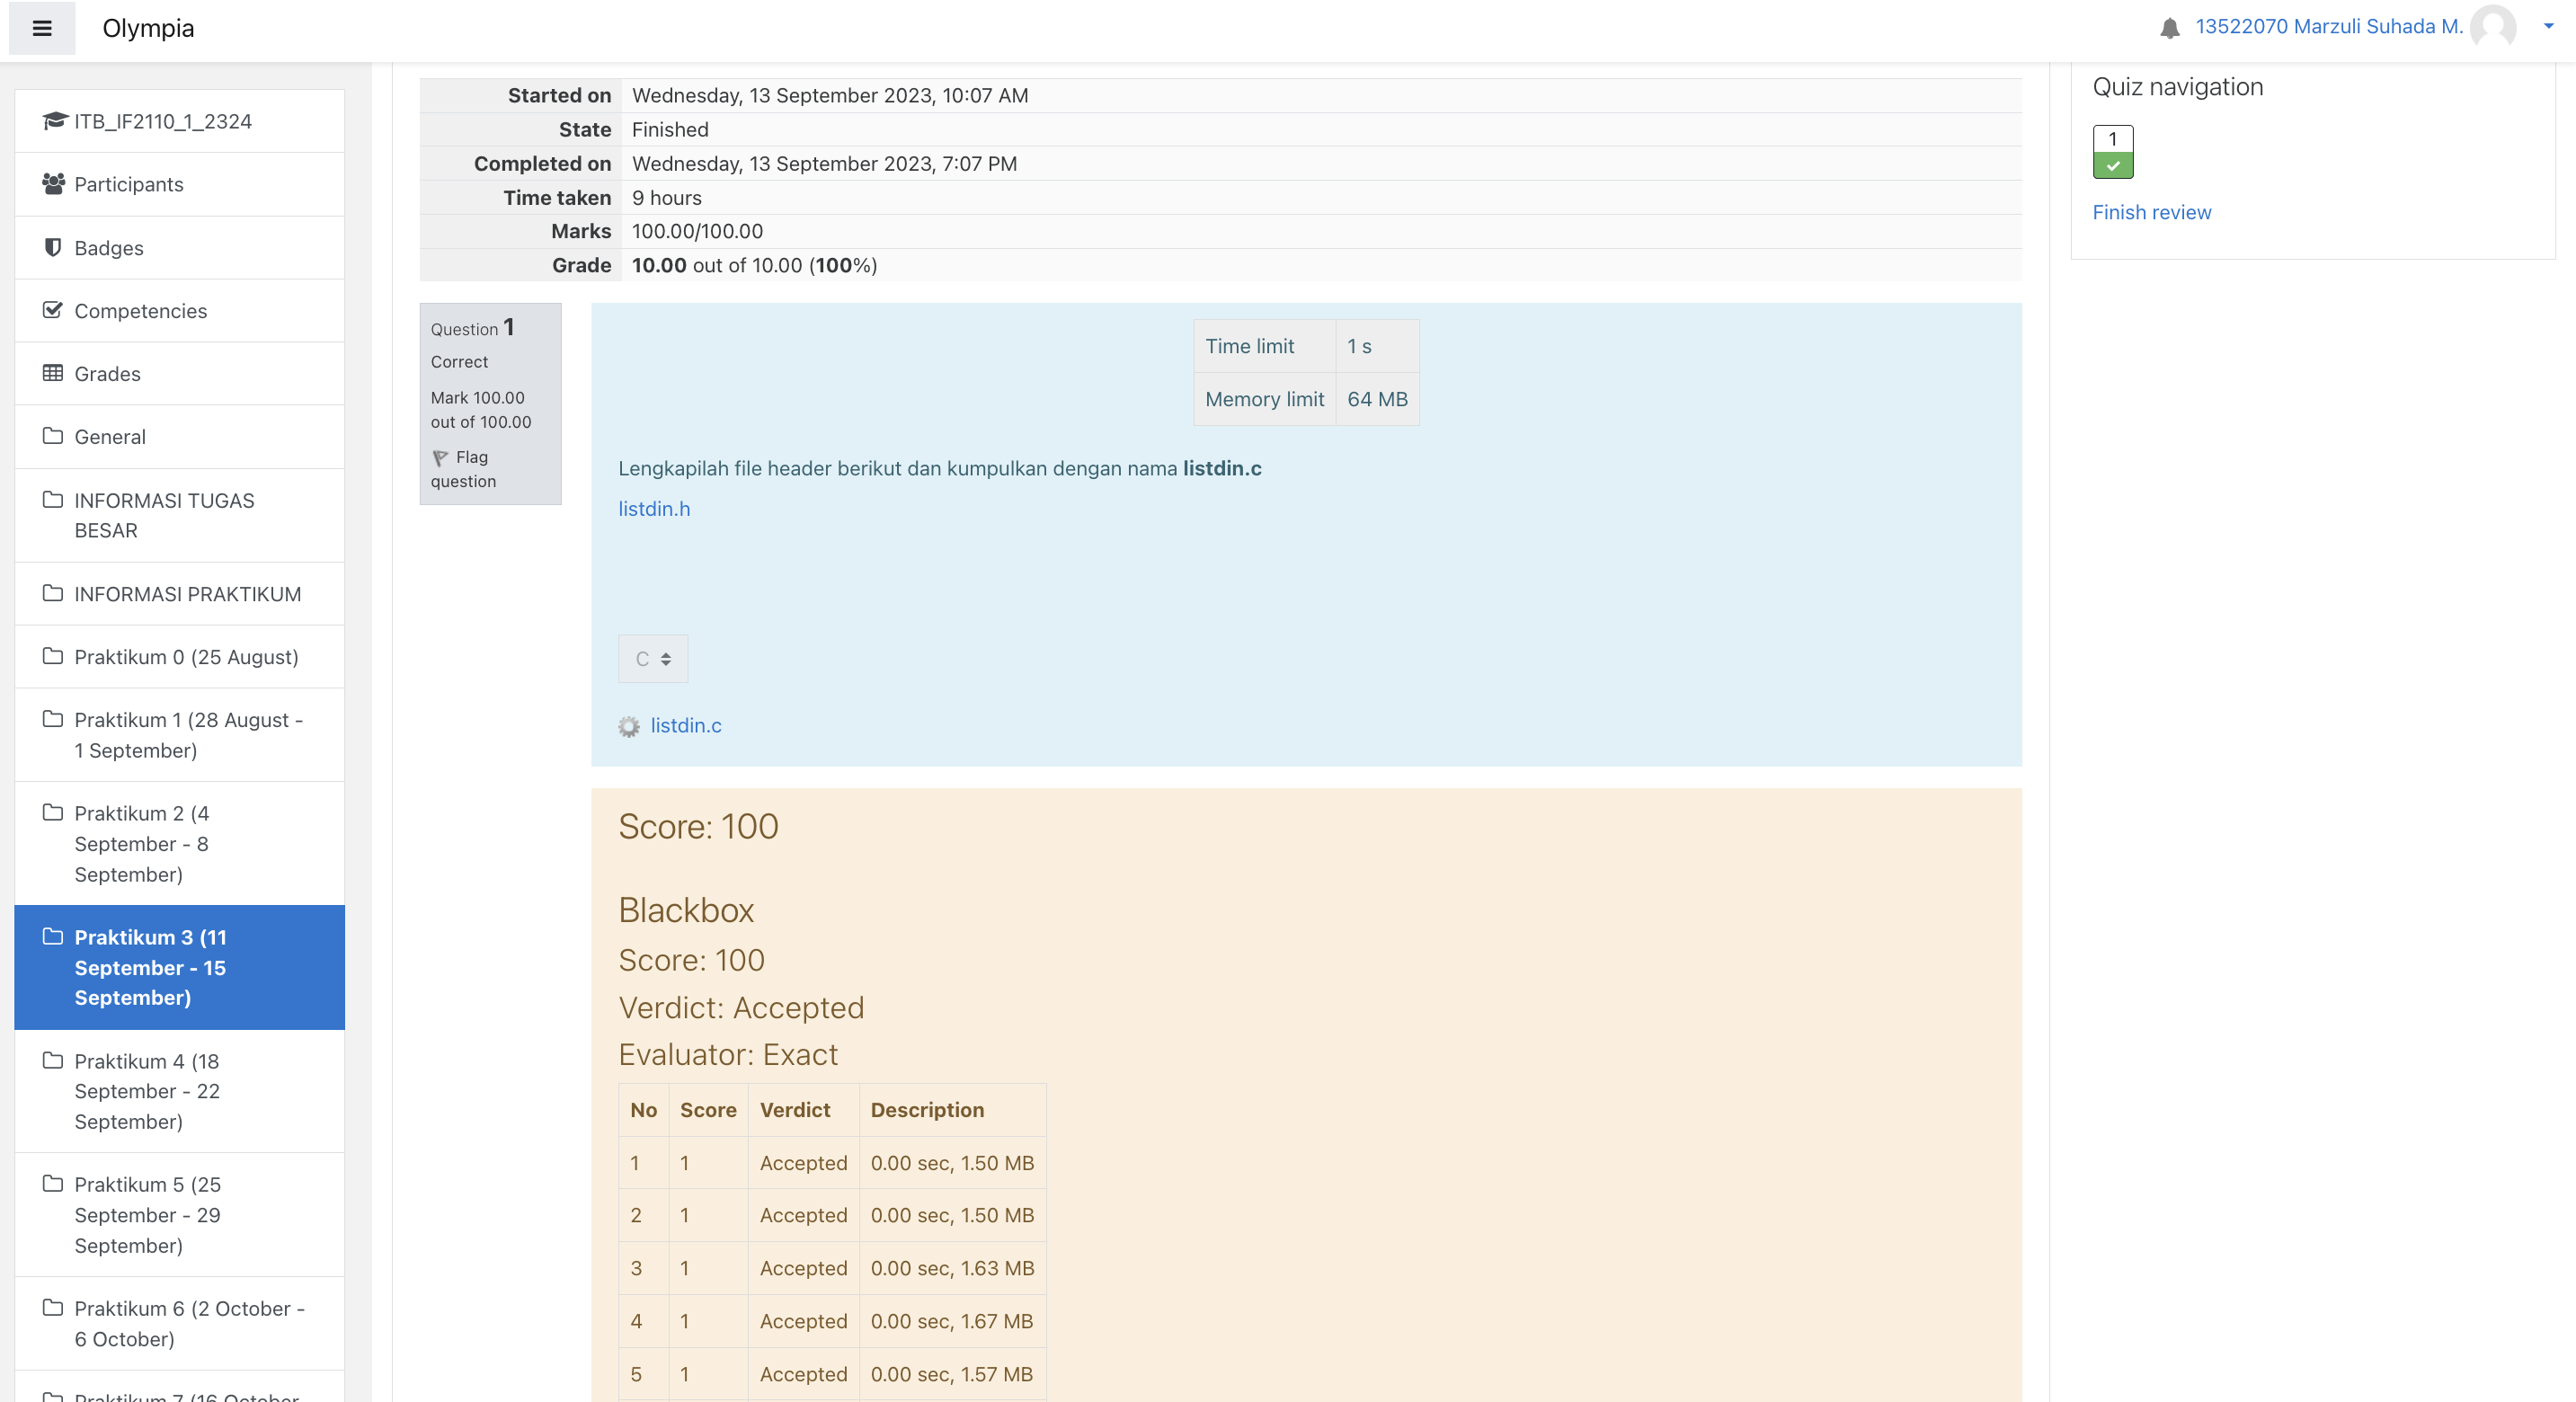 Olympia
13522070 Marzuli Suhada M.
ITB_IF2110_1_2324
Participants
Badges
Competencies
Grades
General
INFORMASI TUGAS
BESAR
INFORMASI PRAKTIKUM
Praktikum 0 (25 August)
Praktikum 1 (28 August -
1 September)
Praktikum 2 (4
September - 8
September)
Praktikum 3 (11
September - 15
September)
Praktikum 4 (18
September - 22
September)
Praktikum 5 (25
September - 29
September)
Praktikum 6 (2 October -
6 October)
Praktikum 7 (16 October
Started on Wednesday, 13 September 2023, 10:07 AM
State Finished
Completed on Wednesday, 13 September 2023, 7:07 PM
Time taken 9 hours
Marks 100.00/100.00
Grade 10.00 out of 10.00 (100%)
Question 1
Correct
Mark 100.00
out of 100.00
Flag
question
Time limit 1 s
Memory limit 64 MB
Lengkapilah file header berikut dan kumpulkan dengan nama listdin.c
listdin.h
C
listdin.c
Score: 100
Blackbox
Score: 100
Verdict: Accepted
Evaluator: Exact
No Score Verdict Description
1 1 Accepted 0.00 sec, 1.50 MB
2 1 Accepted 0.00 sec, 1.50 MB
3 1 Accepted 0.00 sec, 1.63 MB
4 1 Accepted 0.00 sec, 1.67 MB
5 1 Accepted 0.00 sec, 1.57 MB
Quiz navigation
1
Finish review